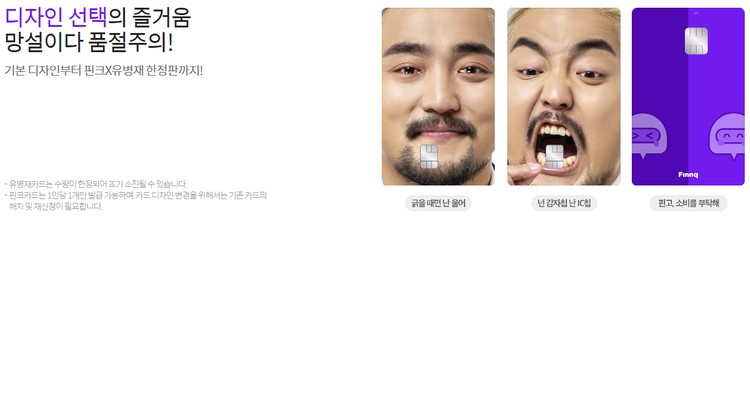 디자인 선택의 즐거움
망설이다 품절주의!
기본 디자인부터 핀크X유병재 한정판까지!
- 유병재카드는 수량이 한정되어 조기 소진될 수 있습니다.
- 핀크카드는 1인당 1개만 발급 가능하며, 카드 디자인 변경을 위해서는 기존 카드의
해지 및 재신청이 필요합니다.
Finnq
긁을 때면 난 울어
넌 감자칩 난 IC칩
핀고, 소비를 부탁해